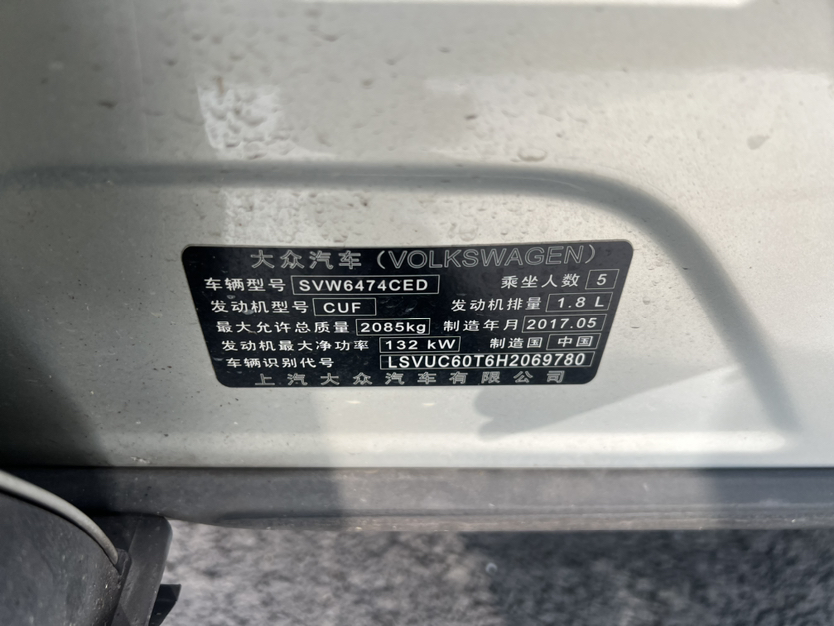 大众汽车（VOLKSWAGEN）
车辆型号 SVW6474CED 乘坐人数 5
发动机型号 CUF 发动机排量 1.8 L
最大允许总质量 2085kg 制造年月 2017.05
发动机最大净功率 132 kW 制造国 中国
车辆识别代号 LSVUC60T6H2069780
上汽大众汽车有限公司